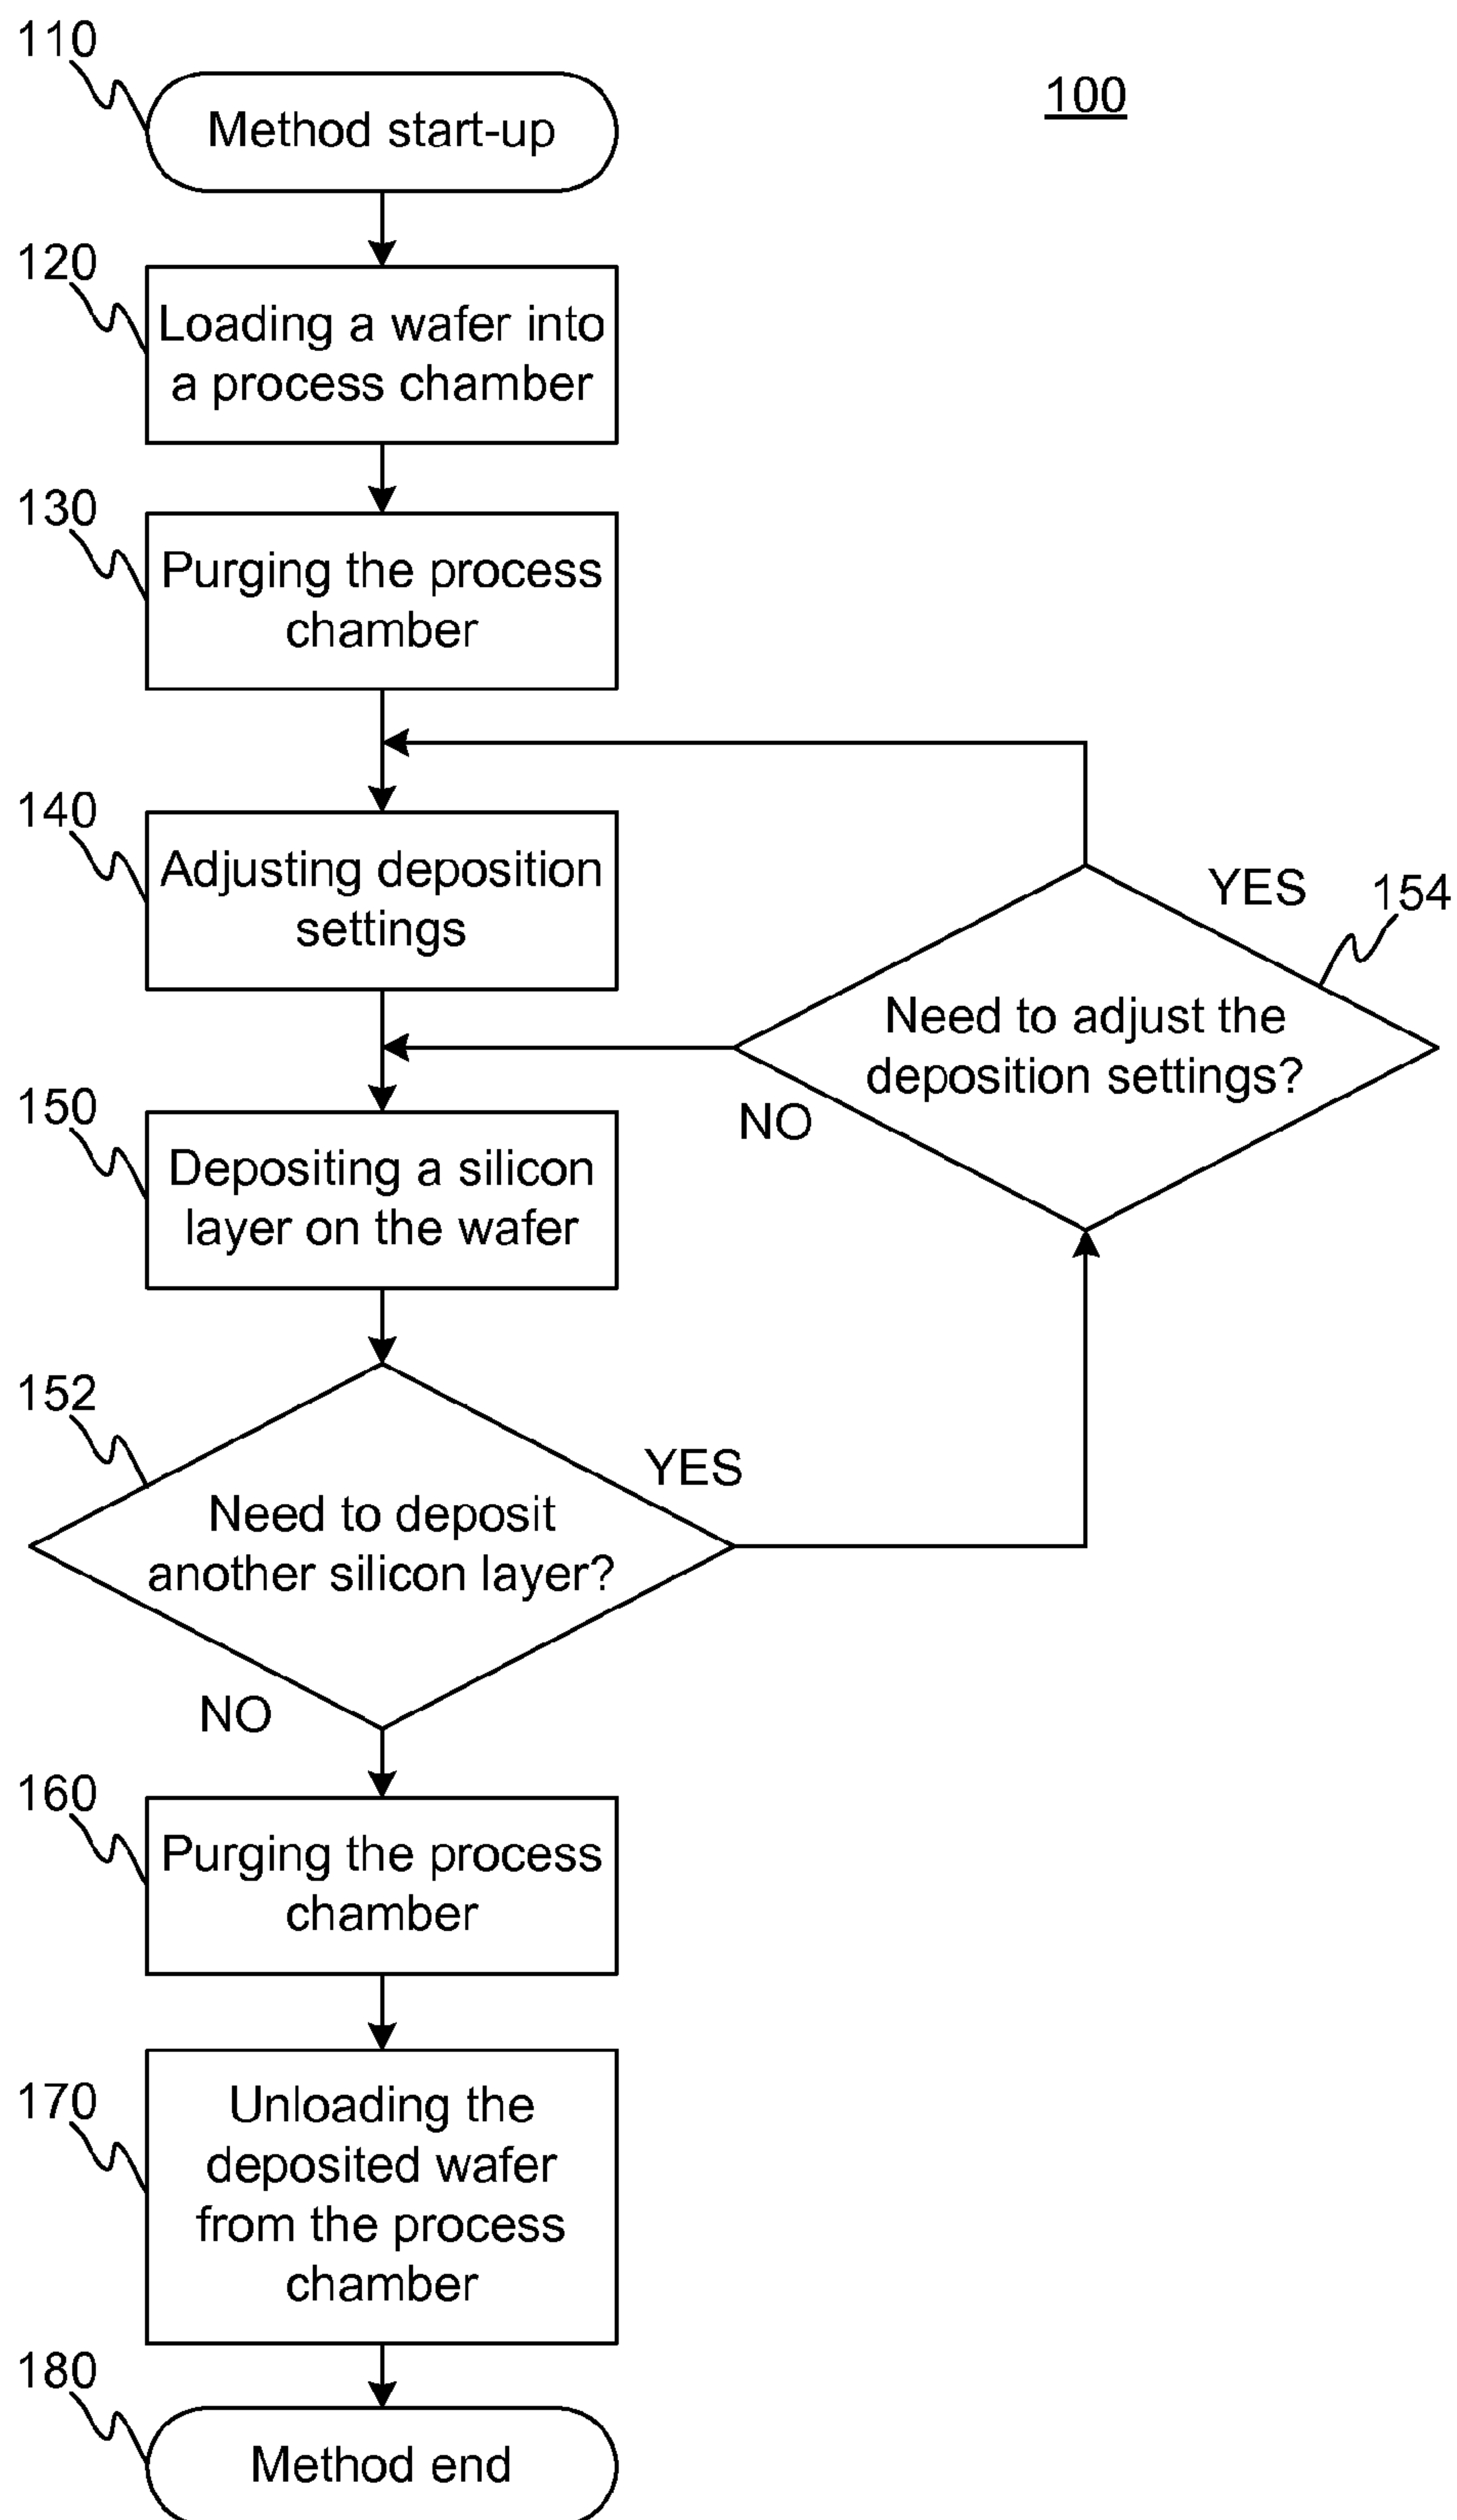 110
100
Method start-up
120
Loading a wafer into
a process chamber
130
Purging the process
chamber
140
Adjusting deposition
settings
YES
154
Need to adjust the
deposition settings?
NO
150
Depositing a silicon
layer on the wafer
152
YES
Need to deposit
another silicon layer?
NO
160
Purging the process
chamber
170
Unloading the
deposited wafer
from the process
chamber
180
Method end